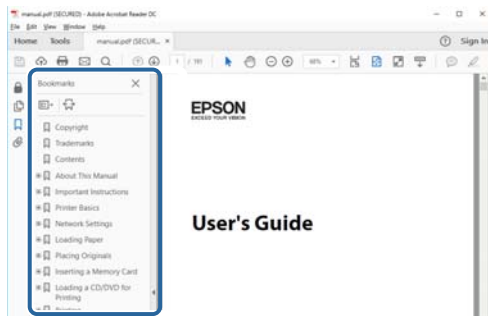 manual.pdf (SECURED) - Adobe Acrobat Reader DC
File Edit View Window Help
Home Tools manual.pdf (SECUR... ×
Sign In
Bookmarks
Copyright
Trademarks
Contents
About This Manual
Important Instructions
Printer Basics
Network Settings
Loading Paper
Placing Originals
Inserting a Memory Card
Loading a CD/DVD for
Printing
EPSON
EXCEED YOUR VISION
User's Guide